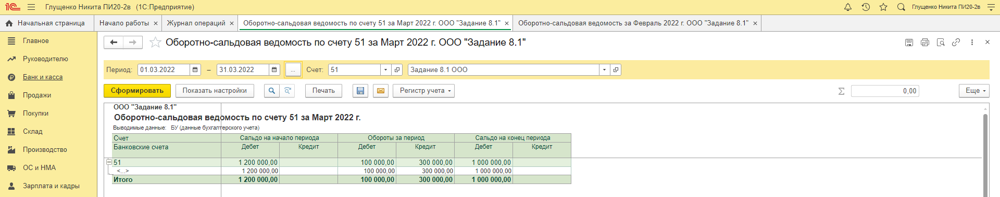 1С Глущенко Никита ПИ20-2в (1С:Предприятие) Глущенко Никита ПИ20-2в
Начальная страница Начало работы × Журнал операций × Оборотно-сальдовая ведомость по счету 51 за Март 2022 г. ООО "Задание 8.1" × Оборотно-сальдовая ведомость за Февраль 2022 г. ООО "Задание 8.1" ×
Главное
Руководителю
Банк и касса
Продажи
Покупки
Склад
Производство
ОС и НМА
Зарплата и кадры
Оборотно-сальдовая ведомость по счету 51 за Март 2022 г. ООО "Задание 8.1"
Период: 01.03.2022 – 31.03.2022 ... Счет: 51 Задание 8.1 ООО
Сформировать Показать настройки Печать Регистр учета Σ 0,00 Еще
ООО "Задание 8.1"
Оборотно-сальдовая ведомость по счету 51 за Март 2022 г.
Выводимые данные: БУ (данные бухгалтерского учета)
Счет Сальдо на начало периода Обороты за период Сальдо на конец периода
Банковские счета Дебет Кредит Дебет Кредит Дебет Кредит
51 1 200 000,00 100 000,00 300 000,00 1 000 000,00
<...> 1 200 000,00 100 000,00 300 000,00 1 000 000,00
Итого 1 200 000,00 100 000,00 300 000,00 1 000 000,00